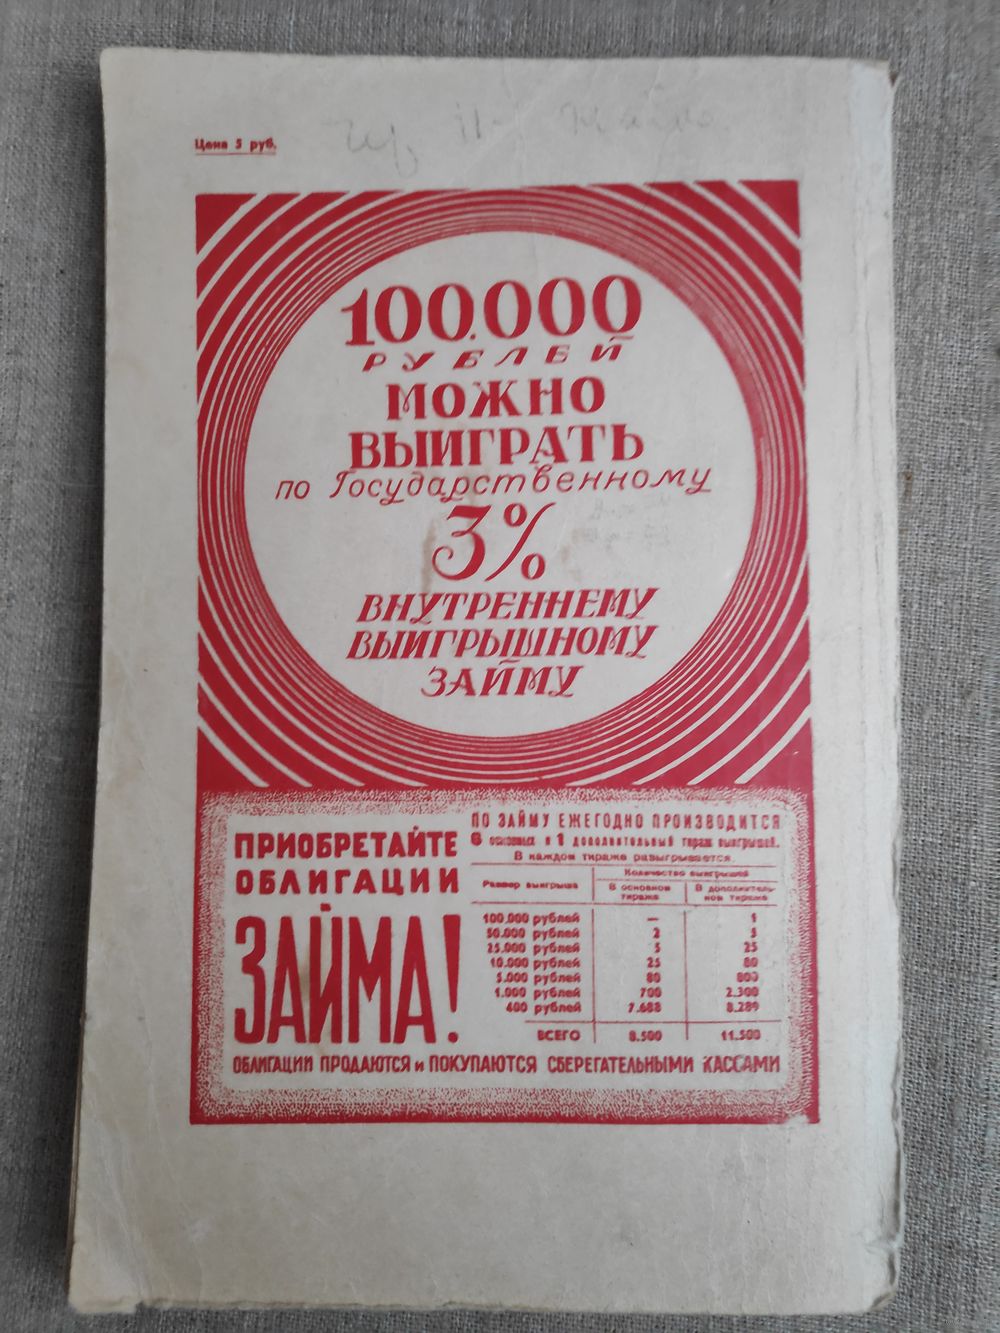 Цена 5 руб.
100.000
РУБЛЕЙ
МОЖНО
ВЫИГРАТЬ
по Государственному
3%
ВНУТРЕННЕМУ
ВЫИГРЫШНОМУ
ЗАЙМУ
ПРИОБРЕТАЙТЕ
ОБЛИГАЦИИ
ЗАЙМА!
ПО ЗАЙМУ ЕЖЕГОДНО ПРОИЗВОДИТСЯ
6 основных и 1 дополнительный тираж выигрышей.
В каждом тираже разыгрывается
Размер выигрыша
Количество выигрышей
В основном тираже
В дополнитель-ном тираже
100.000 рублей — 1
50.000 рублей 2 5
25.000 рублей 5 25
10.000 рублей 25 80
5.000 рублей 80 800
1.000 рублей 700 2.300
400 рублей 7.688 8.289
ВСЕГО 8.500 11.500
ОБЛИГАЦИИ ПРОДАЮТСЯ и ПОКУПАЮТСЯ СБЕРЕГАТЕЛЬНЫМИ КАССАМИ